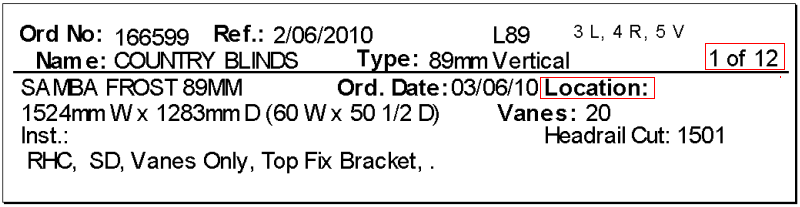 Ord No: 166599 Ref.: 2/06/2010 L89 3 L, 4 R, 5 V
Name: COUNTRY BLINDS Type: 89mm Vertical 1 of 12
SAMBA FROST 89MM Ord. Date: 03/06/10 Location:
1524mm W x 1283mm D (60 W x 50 1/2 D) Vanes: 20
Inst.: Headrail Cut: 1501
RHC, SD, Vanes Only, Top Fix Bracket, .